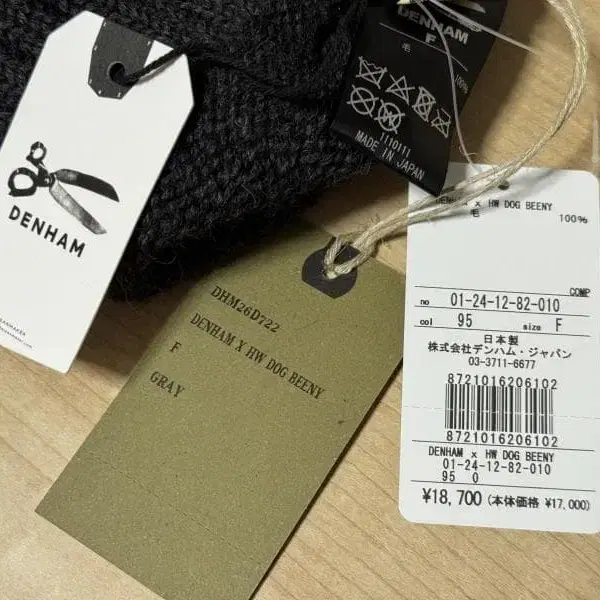 DENHAM
DENHAM
F
毛
100%
1110111
MADE IN JAPAN
DHM26D722
DENHAM X HW DOG BEENY
F
GRAY
DENHAM x HW DOG BEENY
毛 100%
COMP
no 01-24-12-82-010
col 95 size F
日本製
株式会社デンハム・ジャパン
03-3711-6677
8721016206102
8721016206102
DENHAM x HW DOG BEENY
01-24-12-82-010
95 0
¥18,700 (本体価格 ¥17,000)